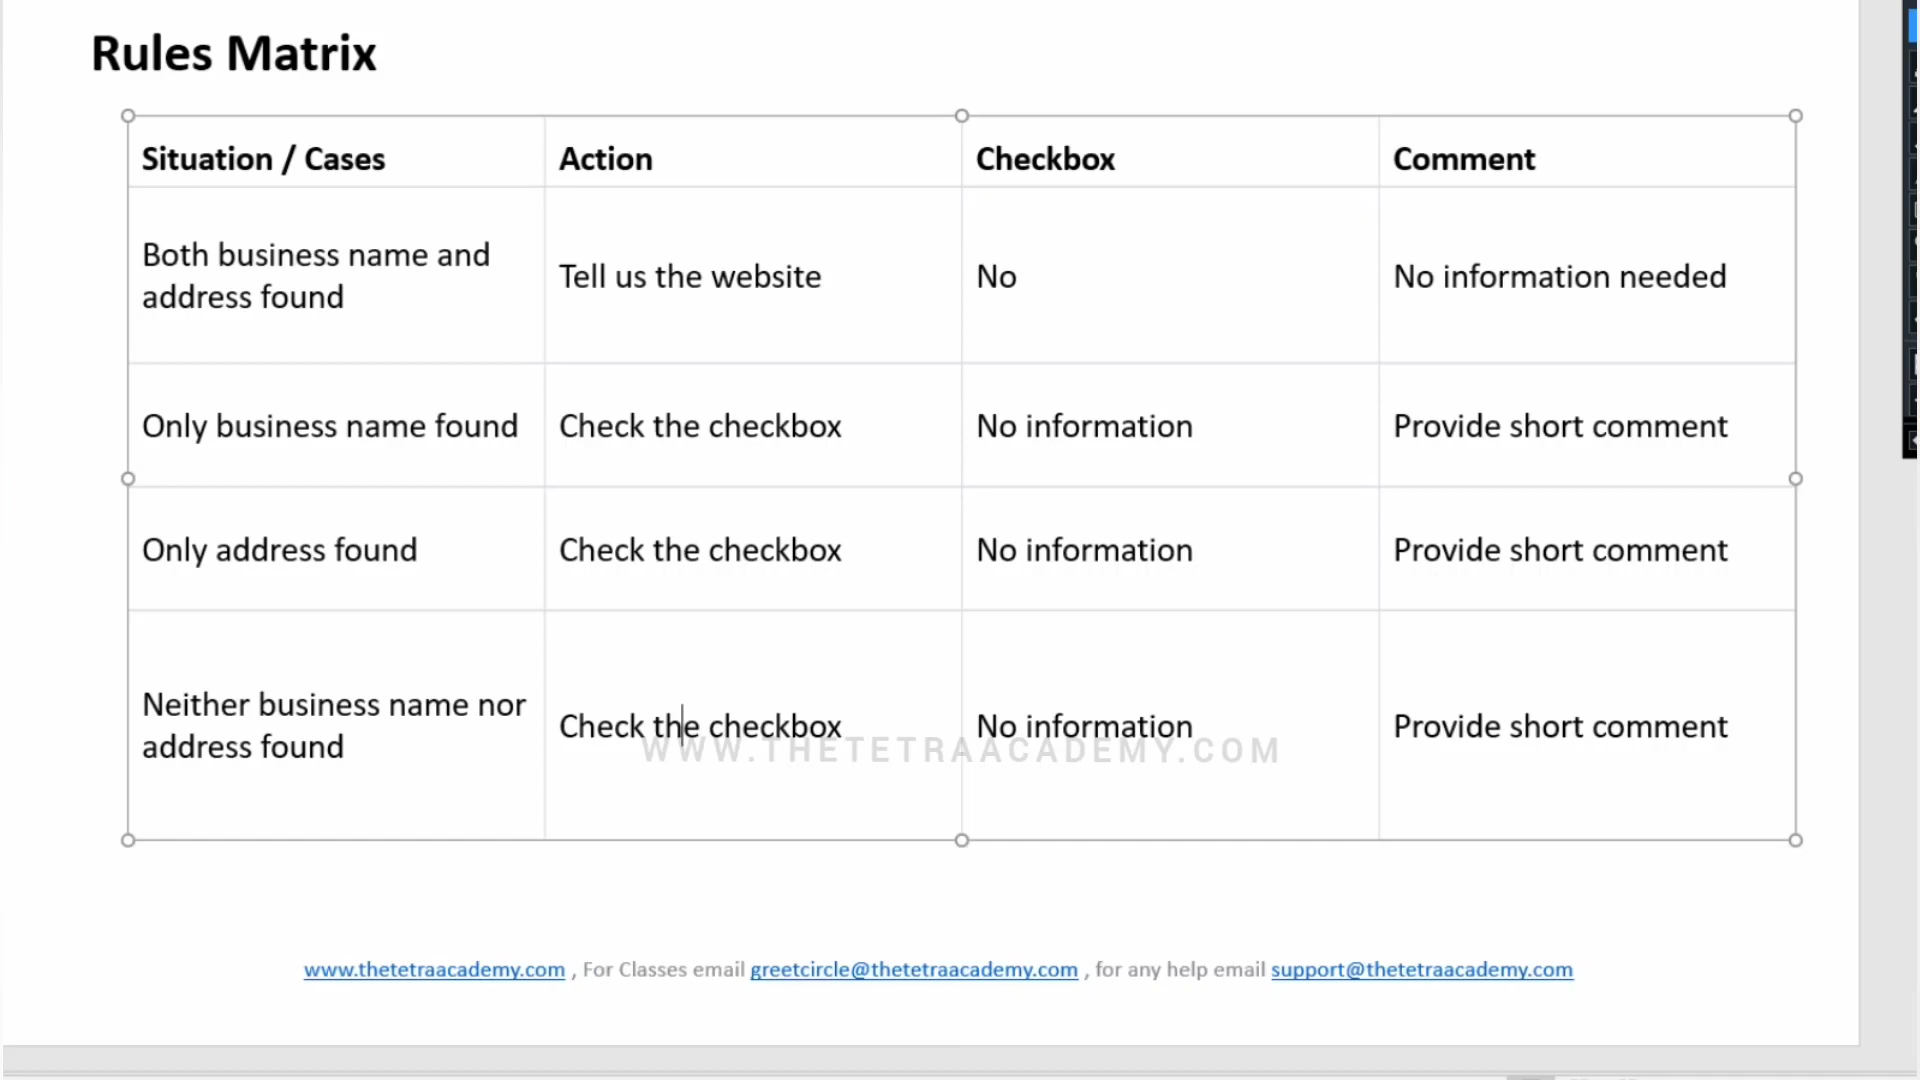 Rules Matrix
Situation / Cases
Action
Checkbox
Comment
Both business name and
address found
Tell us the website
No
No information needed
Only business name found
Check the checkbox
No information
Provide short comment
Only address found
Check the checkbox
No information
Provide short comment
Neither business name nor
address found
Check the checkbox
No information
Provide short comment
WWW.THETETRAACADEMY.COM
www.thetetraacademy.com , For Classes email greetcircle@thetetraacademy.com , for any help email support@thetetraacademy.com